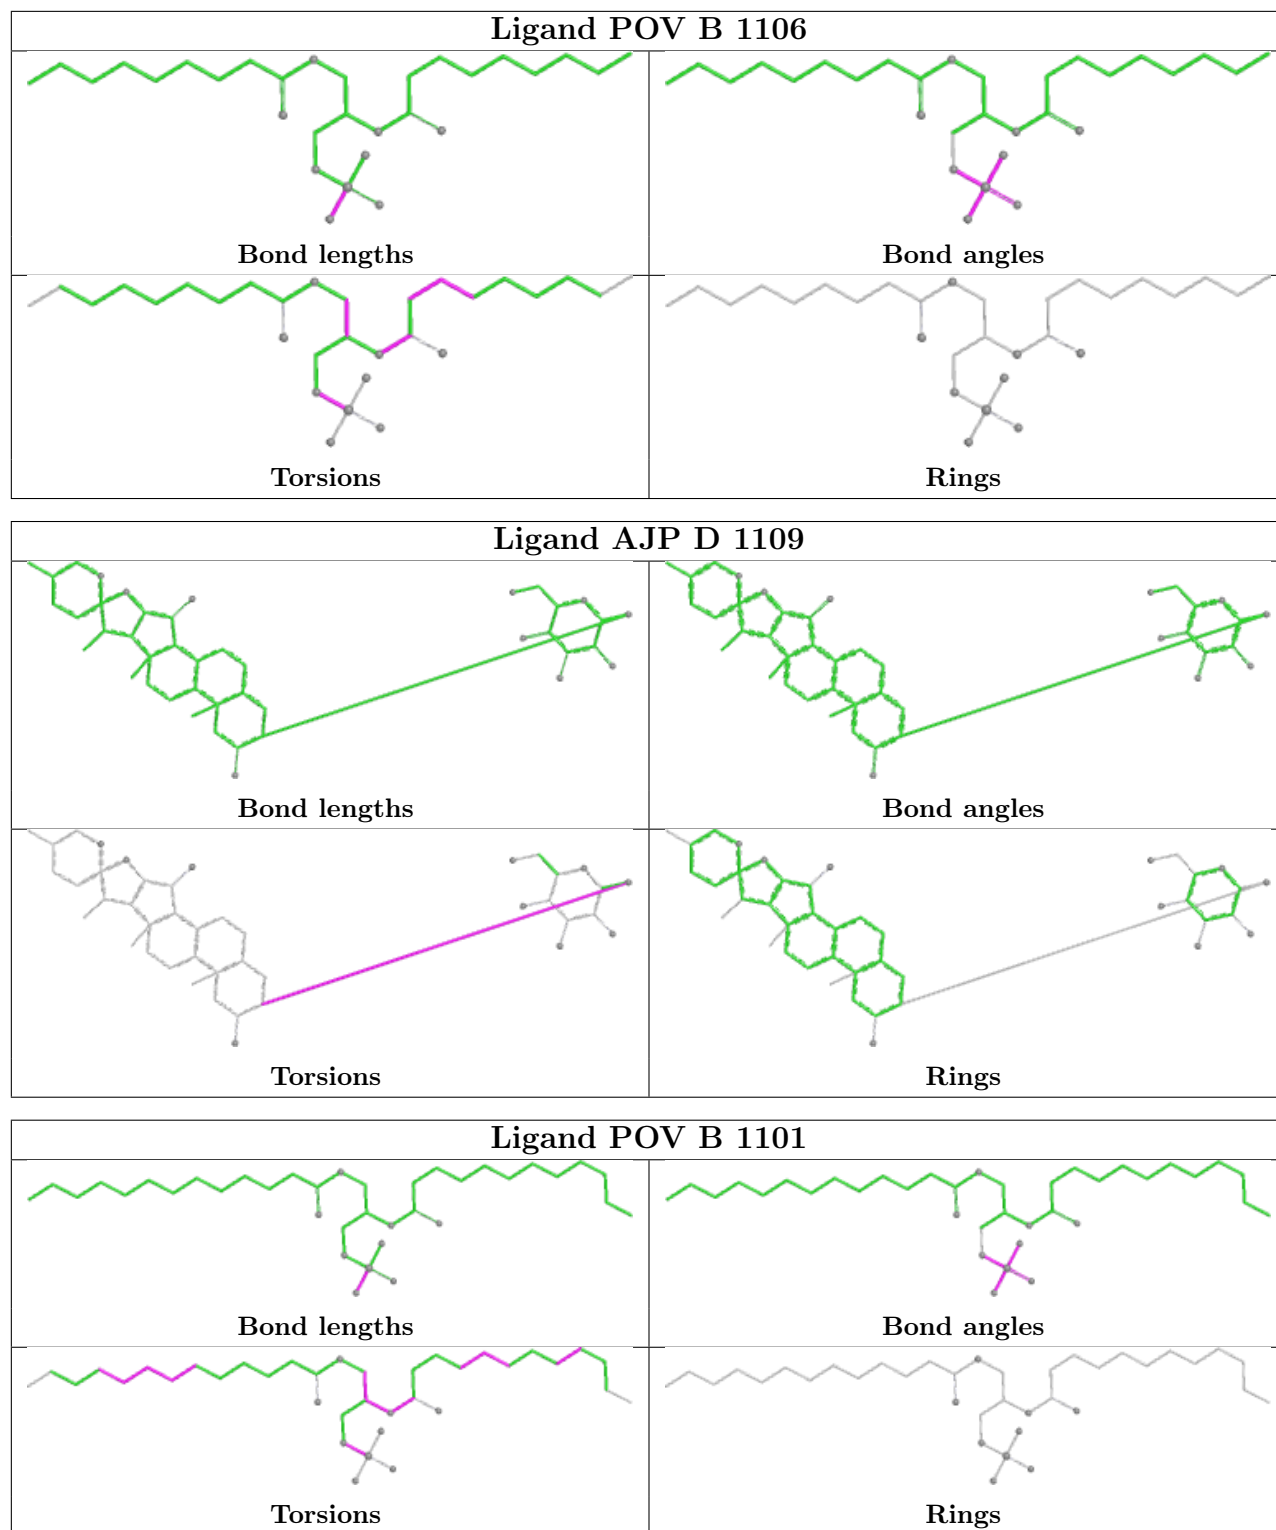 Ligand POV B 1106
Bond lengths
Bond angles
Torsions
Rings
Ligand AJP D 1109
Bond lengths
Bond angles
Torsions
Rings
Ligand POV B 1101
Bond lengths
Bond angles
Torsions
Rings